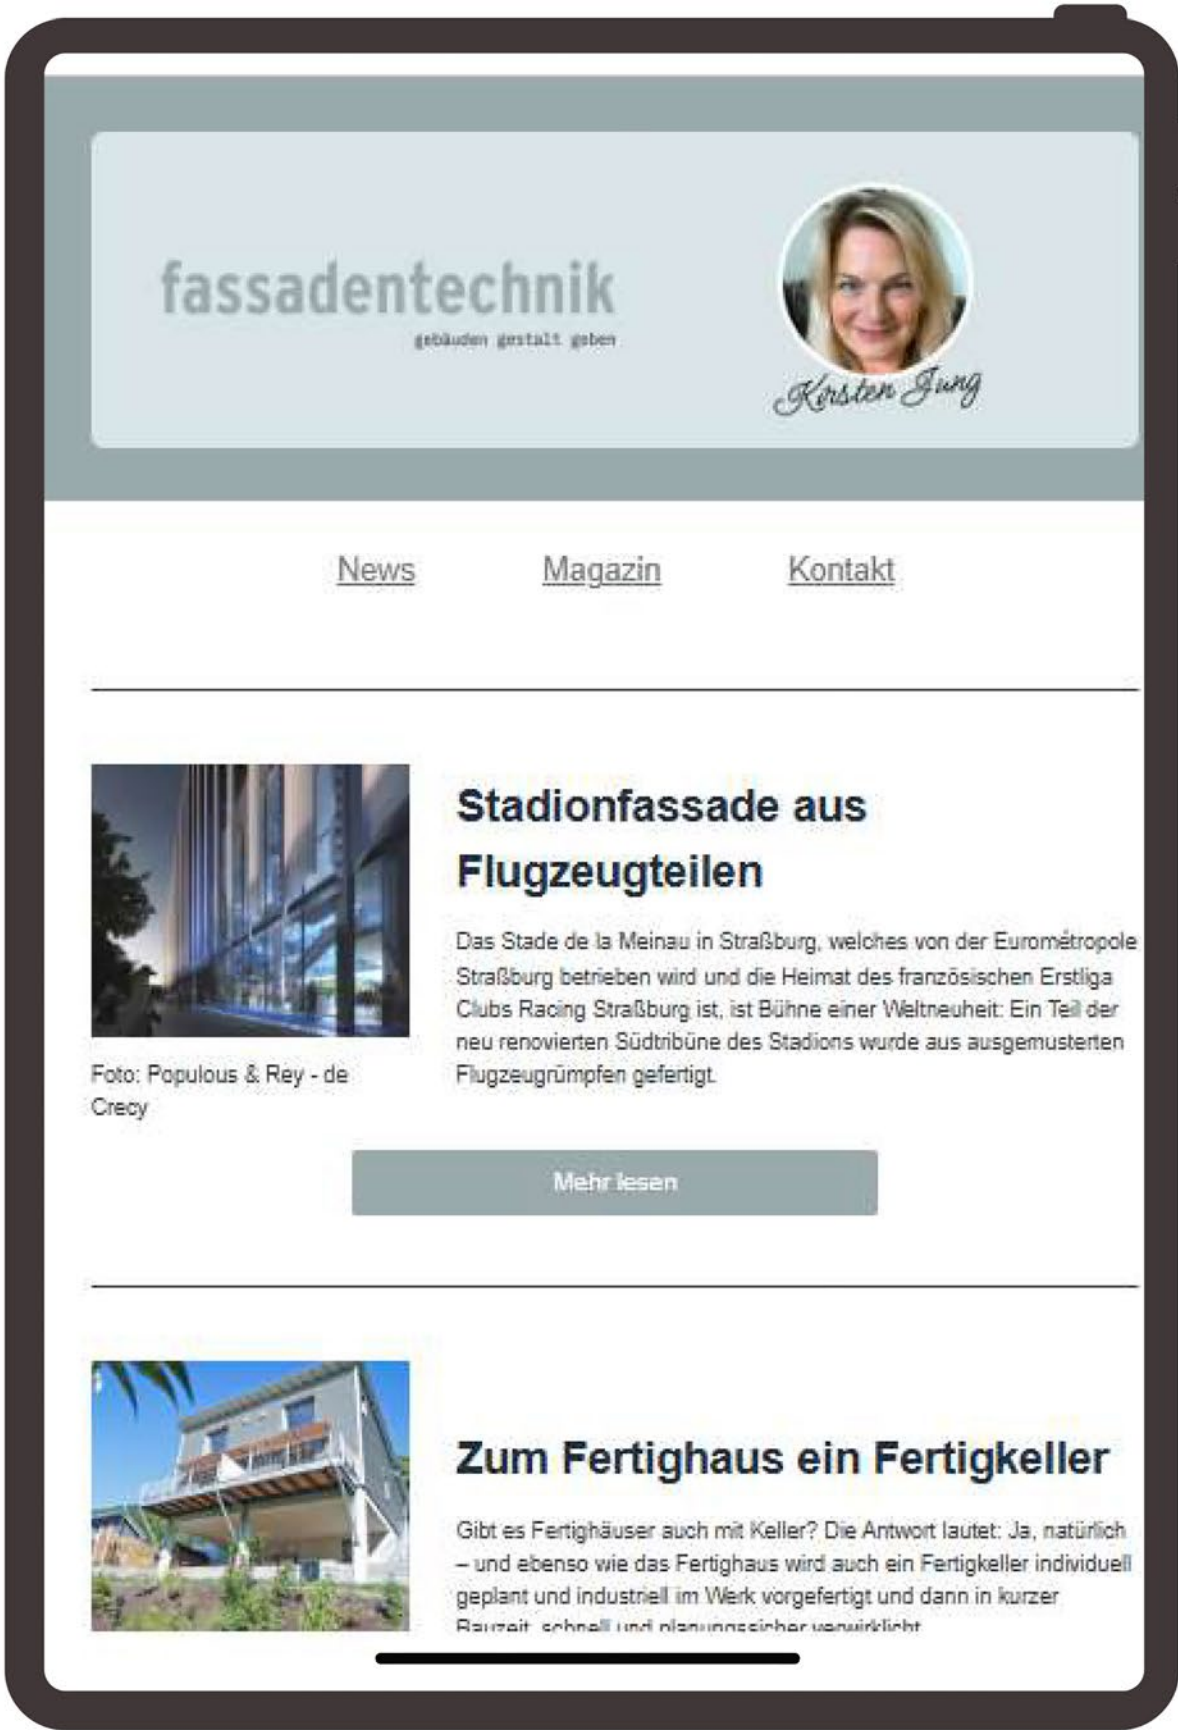 fassadentechnik
gebäuden gestalt geben
Kirsten Jung
News Magazin Kontakt
Stadionfassade aus
Flugzeugteilen
Das Stade de la Meinau in Straßburg, welches von der Eurométropole
Straßburg betrieben wird und die Heimat des französischen Erstliga
Clubs Racing Straßburg ist, ist Bühne einer Weltneuheit: Ein Teil der
neu renovierten Südtribüne des Stadions wurde aus ausgemusterten
Flugzeugrümpfen gefertigt.
Foto: Populous & Rey - de
Crecy
Mehr lesen
Zum Fertighaus ein Fertigkeller
Gibt es Fertighäuser auch mit Keller? Die Antwort lautet: Ja, natürlich
– und ebenso wie das Fertighaus wird auch ein Fertigkeller individuell
geplant und industriell im Werk vorgefertigt und dann in kurzer
Bauzeit, schnell und planungssicher verwirklicht.